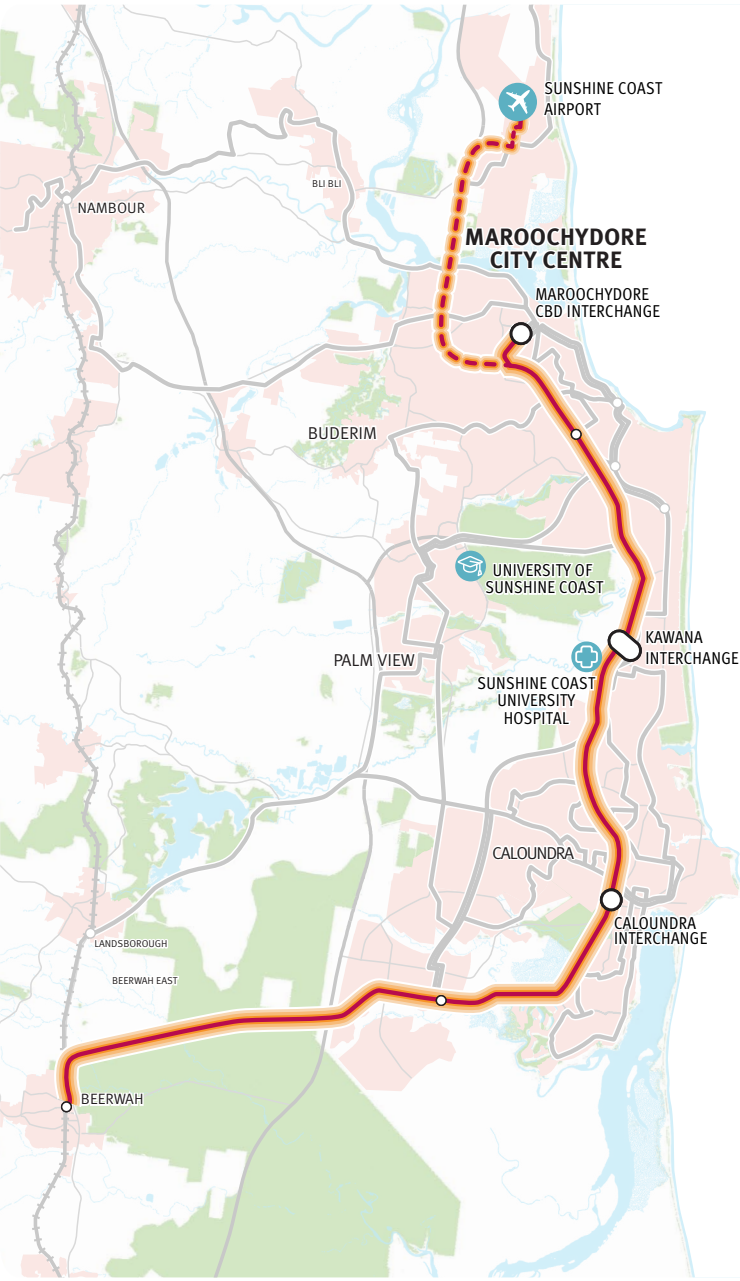 SUNSHINE COAST
AIRPORT
BLI BLI
NAMBOUR
MAROOCHYDORE
CITY CENTRE
MAROOCHYDORE
CBD INTERCHANGE
BUDERIM
UNIVERSITY OF
SUNSHINE COAST
KAWANA
INTERCHANGE
PALM VIEW
SUNSHINE COAST
UNIVERSITY
HOSPITAL
CALOUNDRA
CALOUNDRA
INTERCHANGE
LANDSBOROUGH
BEERWAH EAST
BEERWAH